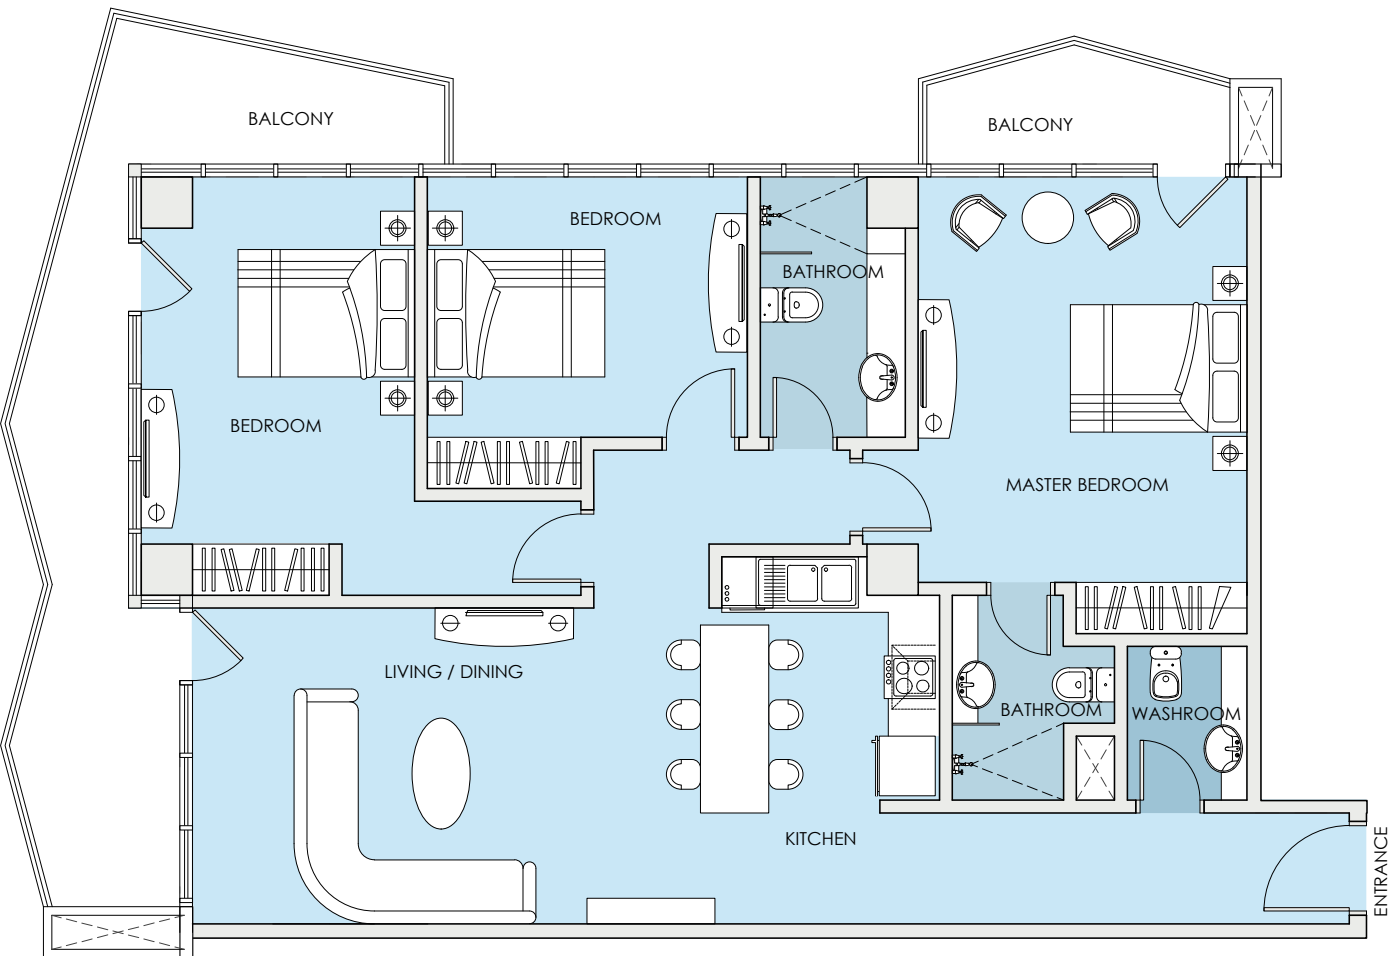 BALCONY
BALCONY
BEDROOM
BATHROOM
BEDROOM
MASTER BEDROOM
LIVING / DINING
BATHROOM
WASHROOM
KITCHEN
ENTRANCE